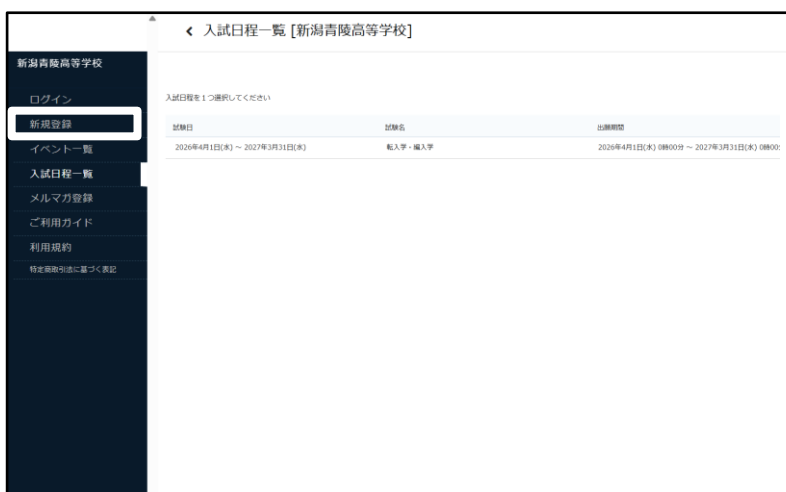 入試日程一覧 [新潟青陵高等学校]
新潟青陵高等学校
ログイン
新規登録
イベント一覧
入試日程一覧
メルマガ登録
ご利用ガイド
利用規約
特定商取引法に基づく表記
入試日程を1つ選択してください
試験日 試験名 出願期間
2026年4月1日(水) ～ 2027年3月31日(水) 転入学・編入学 2026年4月1日(水) 0時00分 ～ 2027年3月31日(水) 0時00